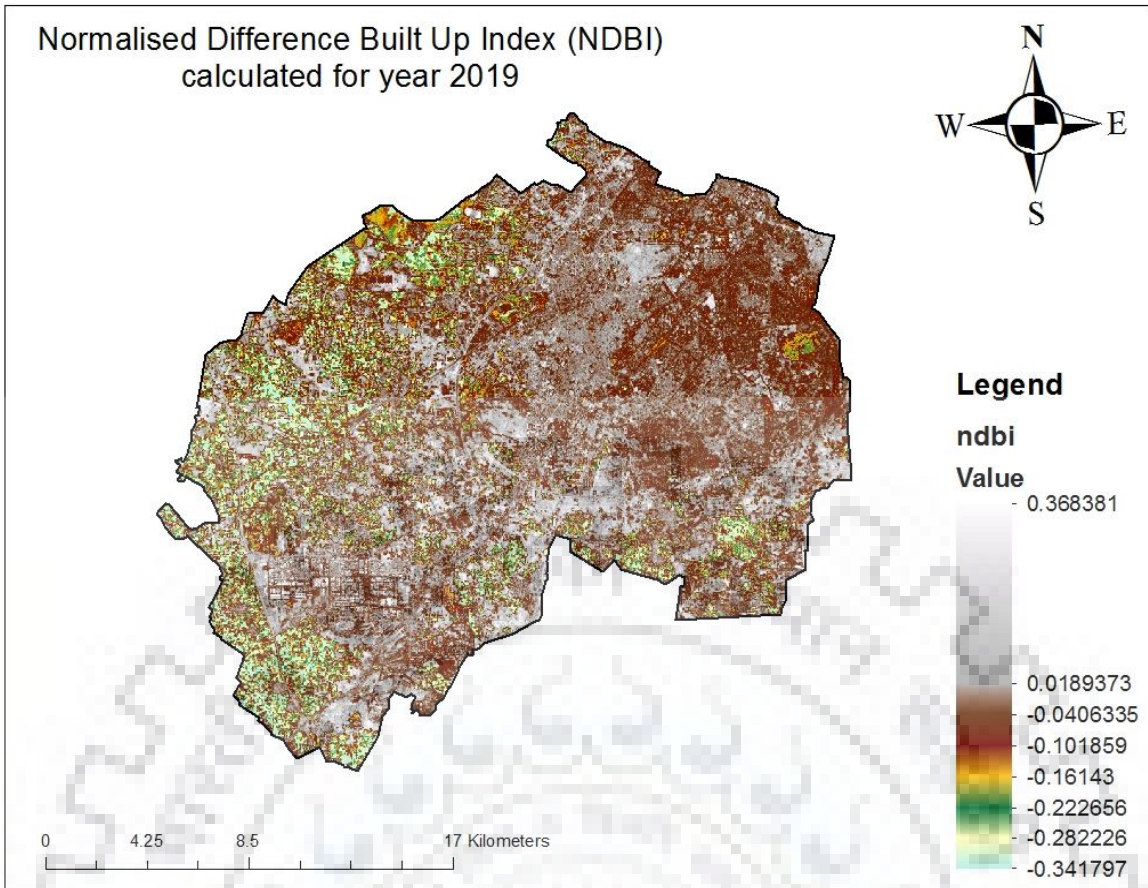 Normalised Difference Built Up Index (NDBI)
calculated for year 2019
N
W E
S
Legend
ndbi
Value
0.368381
0.0189373
-0.0406335
-0.101859
-0.16143
-0.222656
-0.282226
-0.341797
0 4.25 8.5 17 Kilometers